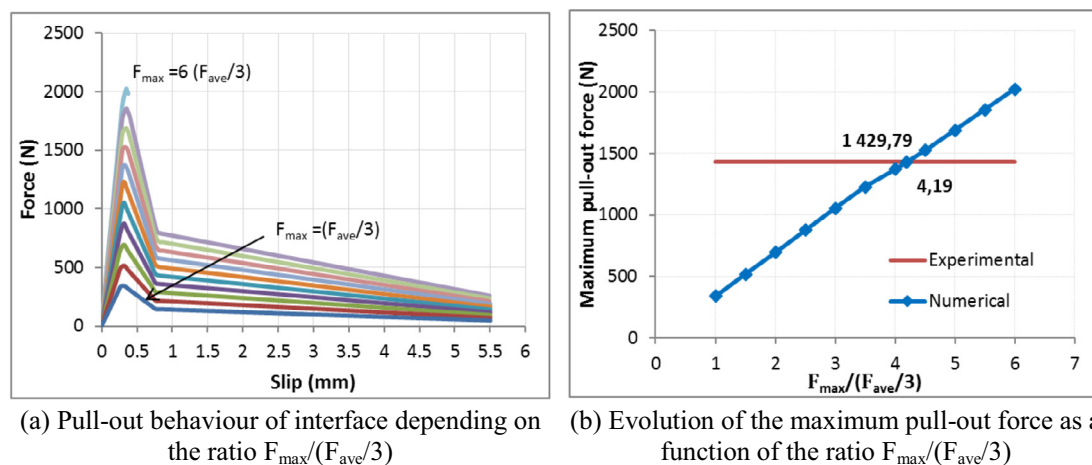 2500
2000
1500
1000
500
0
Force (N)
F_max =6 (F_ave/3)
F_max =(F_ave/3)
0 0.5 1 1.5 2 2.5 3 3.5 4 4.5 5 5.5 6
Slip (mm)
(a) Pull-out behaviour of interface depending on
the ratio F_max/(F_ave/3)
2500
2000
1500
1000
500
0
Maximum pull-out force (N)
1 429,79
4,19
Experimental
Numerical
0 1 2 3 4 5 6 7
F_max/(F_ave/3)
(b) Evolution of the maximum pull-out force as a
function of the ratio F_max/(F_ave/3)